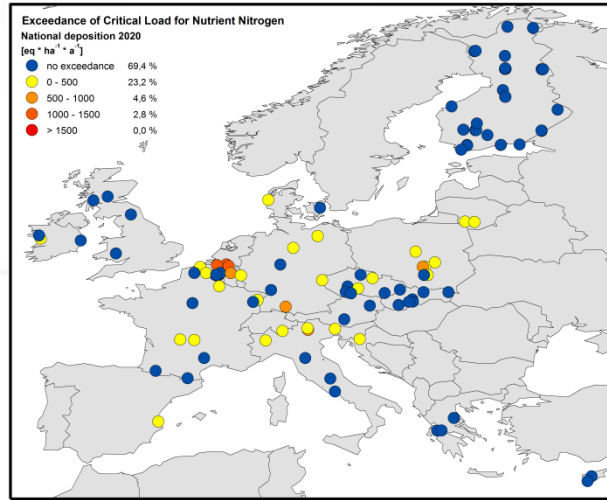 Exceedance of Critical Load for Nutrient Nitrogen
National deposition 2020
[eq * ha⁻¹ * a⁻¹]
no exceedance 69,4 %
0 - 500 23,2 %
500 - 1000 4,6 %
1000 - 1500 2,8 %
> 1500 0,0 %